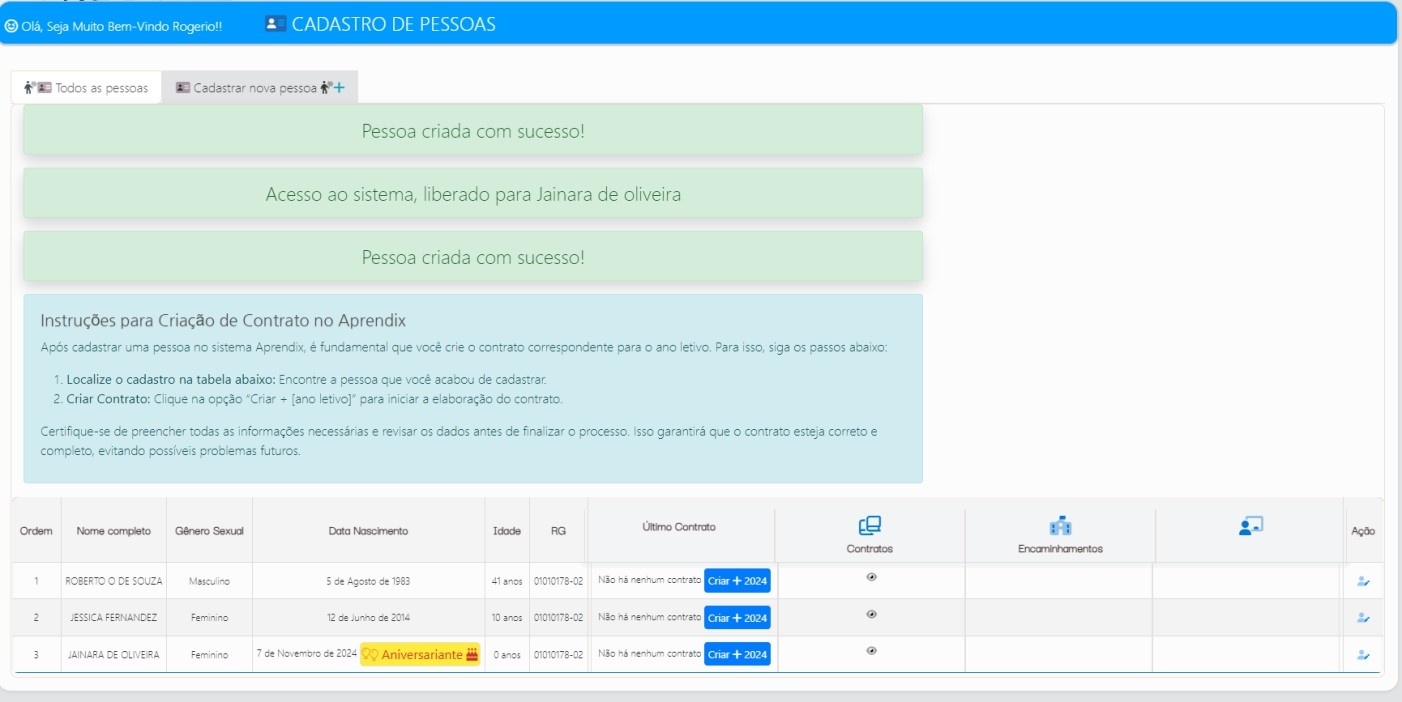 Olá, Seja Muito Bem-Vindo Rogerio!! CADASTRO DE PESSOAS
Todos as pessoas Cadastrar nova pessoa
Pessoa criada com sucesso!
Acesso ao sistema, liberado para Jainara de oliveira
Pessoa criada com sucesso!
Instruções para Criação de Contrato no Aprendix
Após cadastrar uma pessoa no sistema Aprendix, é fundamental que você crie o contrato correspondente para o ano letivo. Para isso, siga os passos abaixo:
1. Localize o cadastro na tabela abaixo: Encontre a pessoa que você acabou de cadastrar.
2. Criar Contrato: Clique na opção “Criar + [ano letivo]” para iniciar a elaboração do contrato.
Certifique-se de preencher todas as informações necessárias e revisar os dados antes de finalizar o processo. Isso garantirá que o contrato esteja correto e
completo, evitando possíveis problemas futuros.
Ordem Nome completo Gênero Sexual Data Nascimento Idade RG Último Contrato Contratos Encaminhamentos Ação
1 ROBERTO O DE SOUZA Masculino 5 de Agosto de 1983 41 anos 01010178-02 Não há nenhum contrato Criar + 2024
2 JESSICA FERNANDEZ Feminino 12 de Junho de 2014 10 anos 01010178-02 Não há nenhum contrato Criar + 2024
3 JAINARA DE OLIVEIRA Feminino 7 de Novembro de 2024 Aniversariante 0 anos 01010178-02 Não há nenhum contrato Criar + 2024